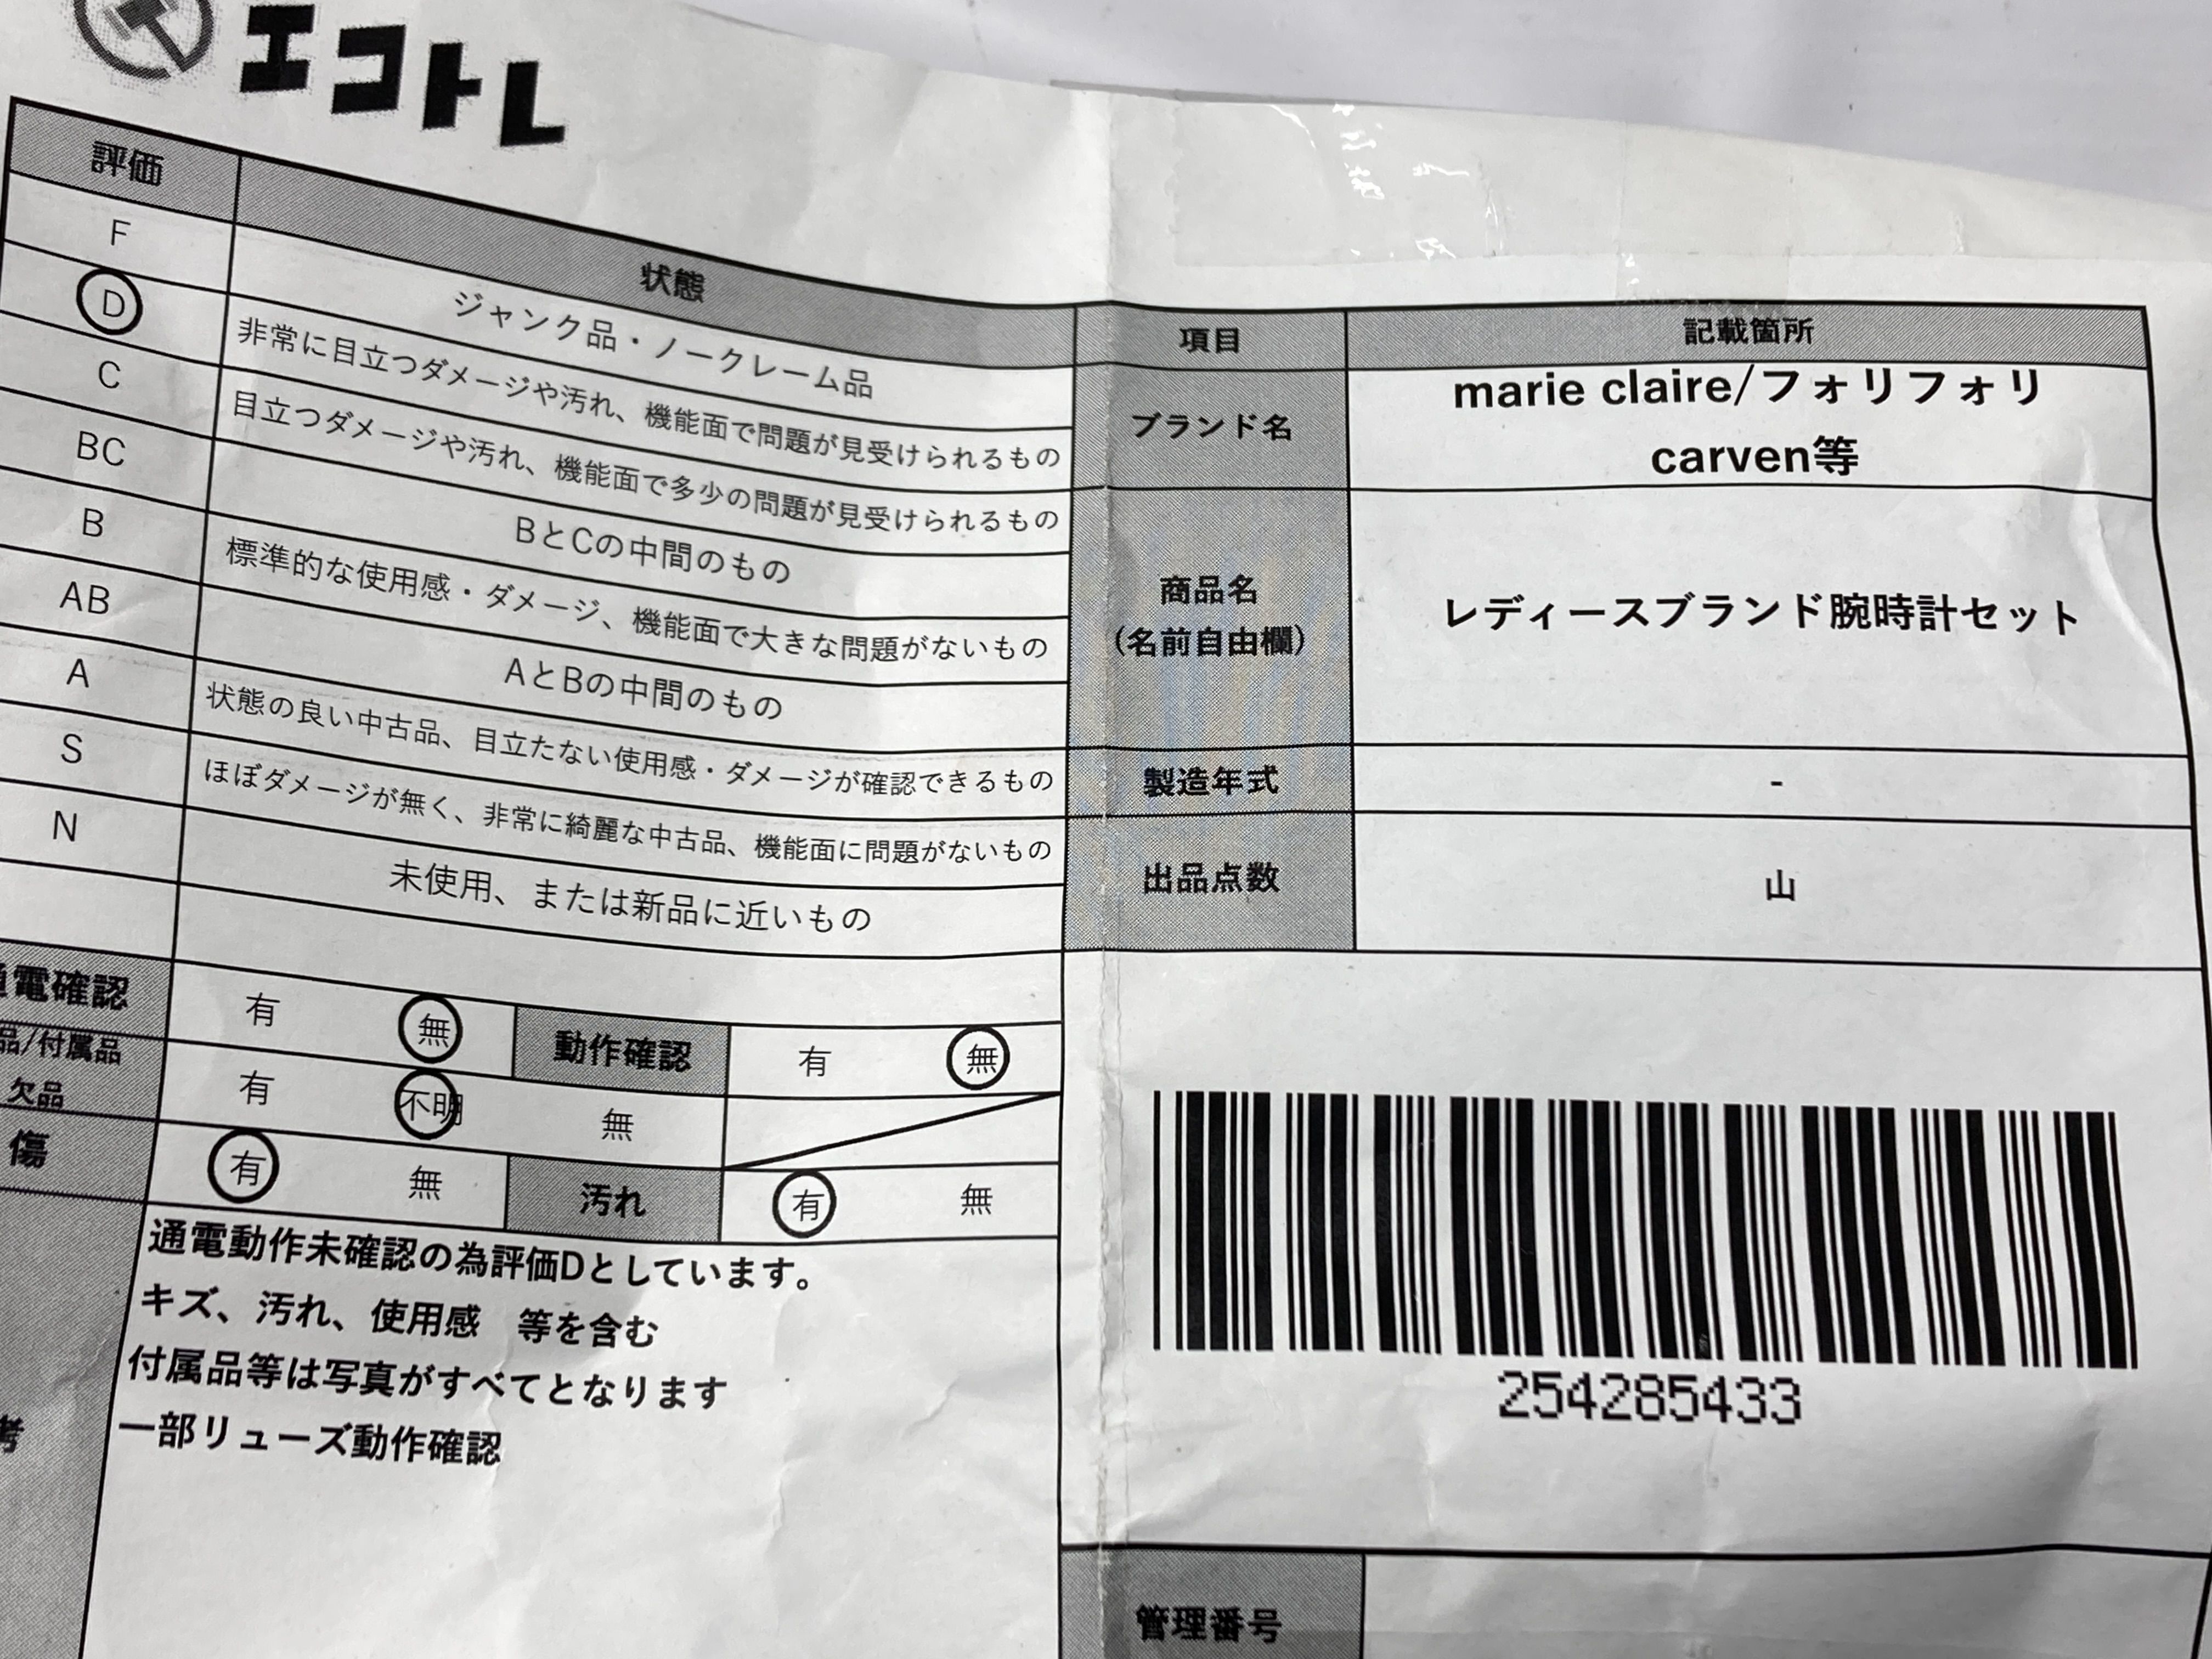 エコトレ
評価 状態
F ジャンク品・ノークレーム品
D 非常に目立つダメージや汚れ、機能面で問題が見受けられるもの
C 目立つダメージや汚れ、機能面で多少の問題が見受けられるもの
BC BとCの中間のもの
B 標準的な使用感・ダメージ、機能面で大きな問題がないもの
AB AとBの中間のもの
A 状態の良い中古品、目立たない使用感・ダメージが確認できるもの
S ほぼダメージが無く、非常に綺麗な中古品、機能面に問題がないもの
N 未使用、または新品に近いもの
電確認 有 無 動作確認 有 無
品/付属品
欠品 有 不明 無
傷 有 無 汚れ 有 無
考
通電動作未確認の為評価Dとしています。
キズ、汚れ、使用感 等を含む
付属品等は写真がすべてとなります
一部リューズ動作確認
項目 記載箇所
ブランド名
marie claire/フォリフォリ
carven等
商品名
(名前自由欄)
レディースブランド腕時計セット
製造年式 -
出品点数 山
254285433
管理番号